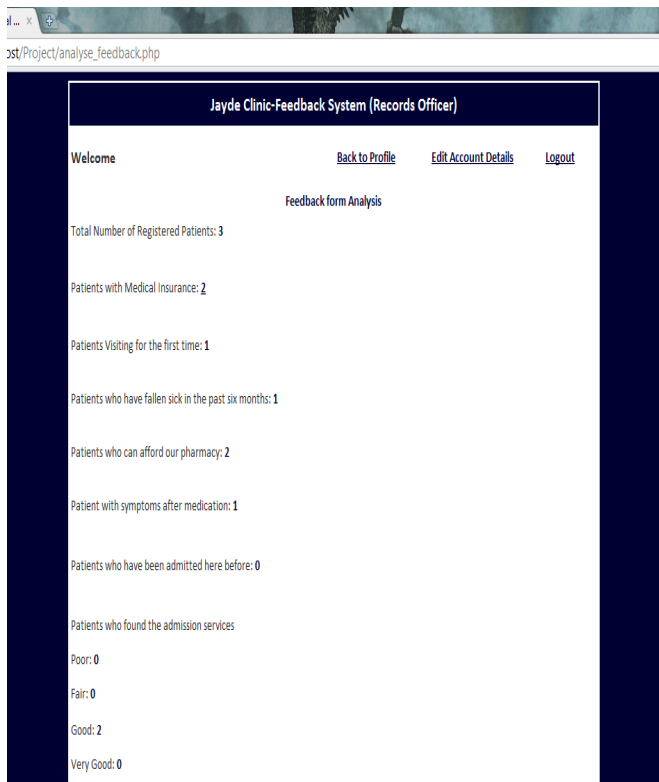 al ... ×
ost/Project/analyse_feedback.php
Jayde Clinic-Feedback System (Records Officer)
Welcome Back to Profile Edit Account Details Logout
Feedback form Analysis
Total Number of Registered Patients: 3
Patients with Medical Insurance: 2
Patients Visiting for the first time: 1
Patients who have fallen sick in the past six months: 1
Patients who can afford our pharmacy: 2
Patient with symptoms after medication: 1
Patients who have been admitted here before: 0
Patients who found the admission services
Poor: 0
Fair: 0
Good: 2
Very Good: 0